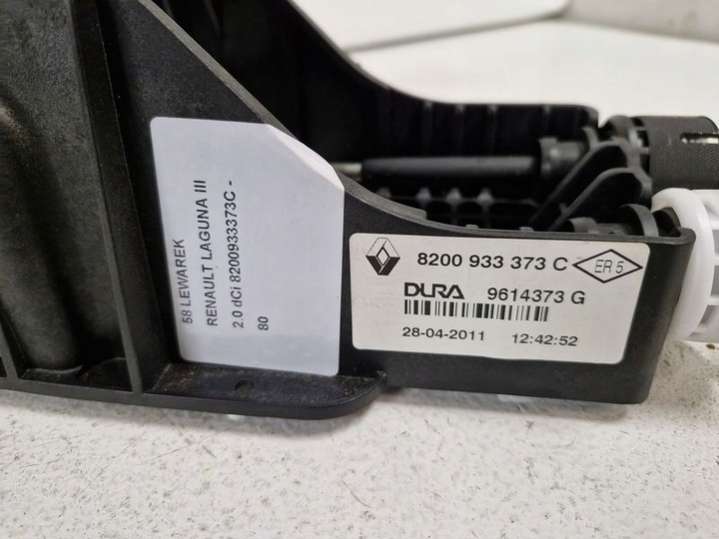 58 LEWAREK
RENAULT LAGUNA III
2.0 dCi 8200933373C -
80
8200 933 373 C ER 5
DURA 9614373 G
28-04-2011 12:42:52